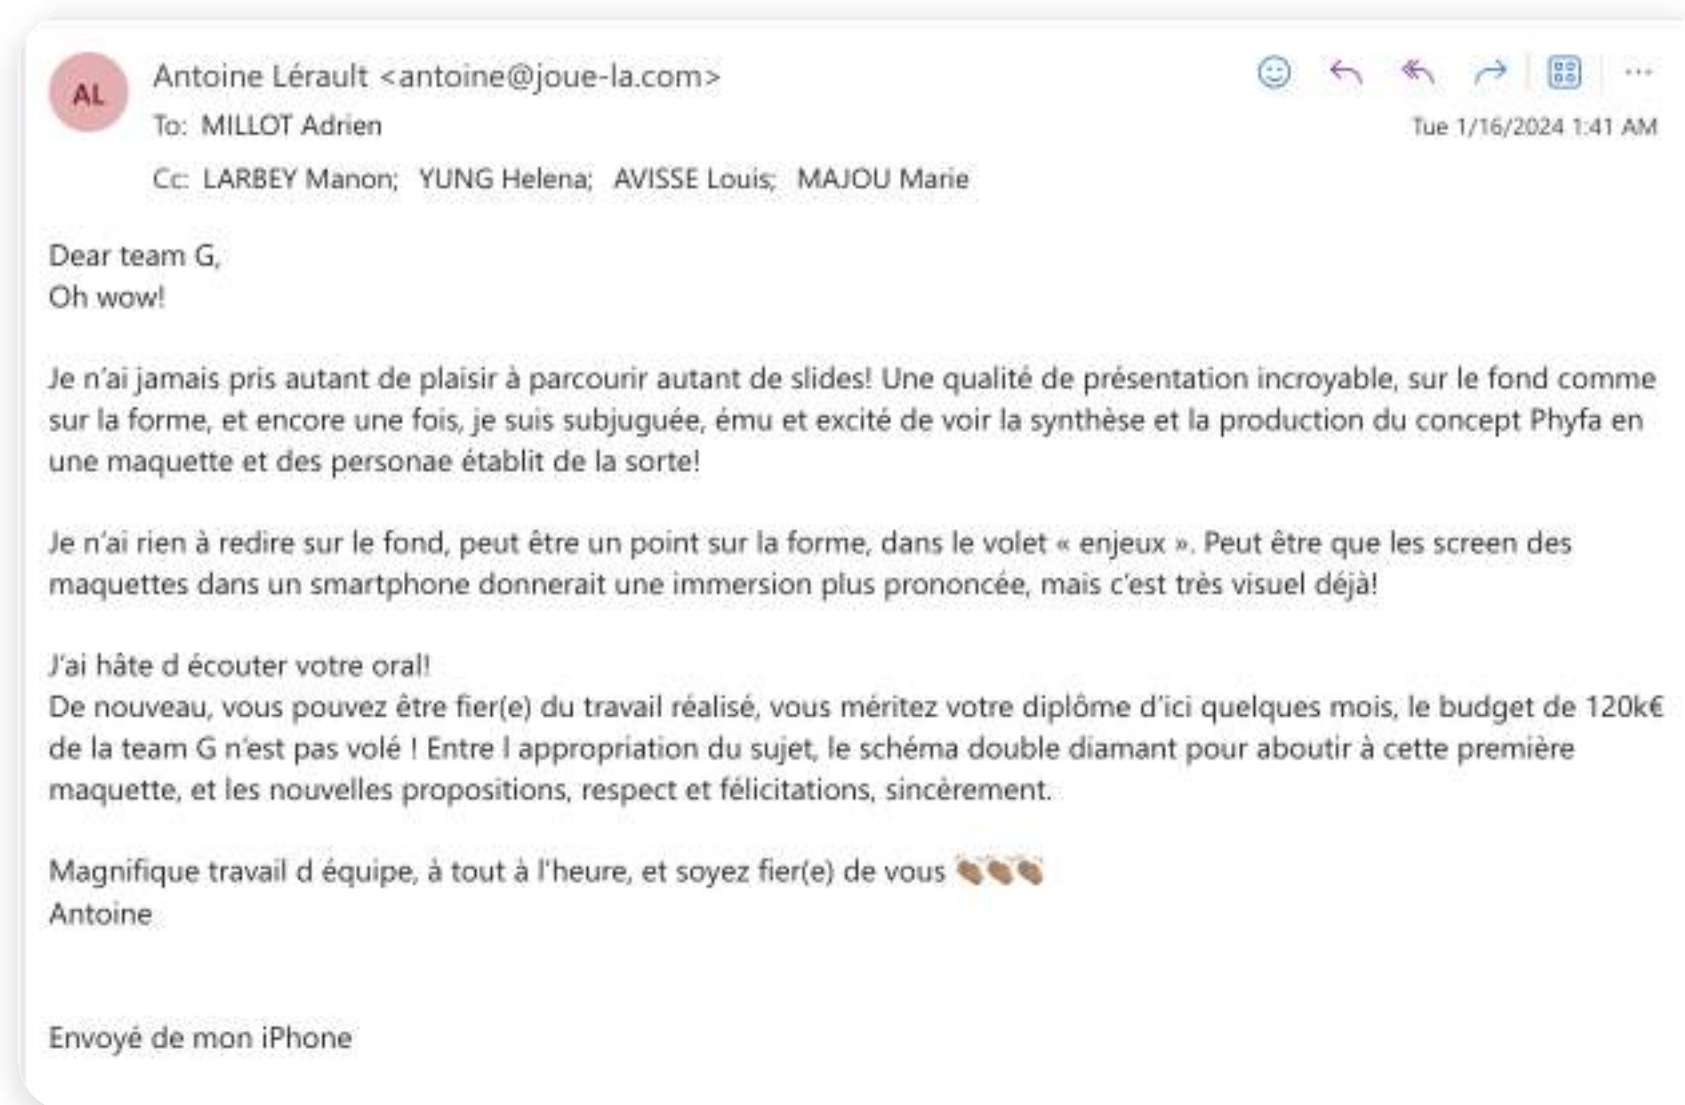 AL
Antoine Lérault <antoine@joue-la.com>
To: MILLOT Adrien
Tue 1/16/2024 1:41 AM
Cc: LARBEY Manon; YUNG Helena; AVISSE Louis; MAJOU Marie
Dear team G,
Oh wow!
Je n'ai jamais pris autant de plaisir à parcourir autant de slides! Une qualité de présentation incroyable, sur le fond comme
sur la forme, et encore une fois, je suis subjuguée, ému et excité de voir la synthèse et la production du concept Phyfa en
une maquette et des personae établit de la sorte!
Je n'ai rien à redire sur le fond, peut être un point sur la forme, dans le volet « enjeux ». Peut être que les screen des
maquettes dans un smartphone donnerait une immersion plus prononcée, mais c'est très visuel déjà!
J'ai hâte d écouter votre oral!
De nouveau, vous pouvez être fier(e) du travail réalisé, vous méritez votre diplôme d'ici quelques mois, le budget de 120k€
de la team G n'est pas volé ! Entre l appropriation du sujet, le schéma double diamant pour aboutir à cette première
maquette, et les nouvelles propositions, respect et félicitations, sincèrement.
Magnifique travail d équipe, à tout à l'heure, et soyez fier(e) de vous 👏🏽👏🏽👏🏽
Antoine
Envoyé de mon iPhone